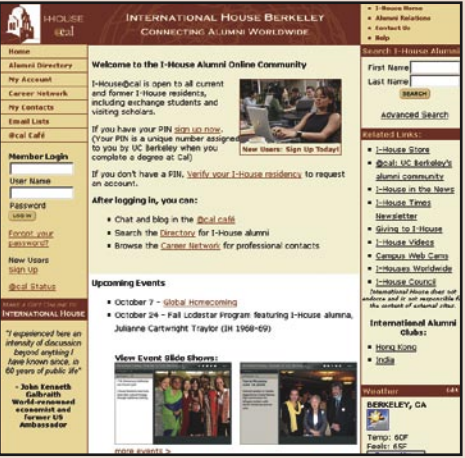 I-HOUSE
@cal
INTERNATIONAL HOUSE BERKELEY
CONNECTING ALUMNI WORLDWIDE
I-House Home
Alumni Relations
Contact Us
Help
Home
Alumni Directory
My Account
Career Network
My Contacts
Email Lists
@cal Café
Member Login
User Name
Password
LOG IN
Forgot your
password?
New Users
Sign Up
@cal Status
INTERNATIONAL HOUSE
"I experienced here an
intensity of discussion
beyond anything I
have known since, in
60 years of public life"
- John Kenneth
Galbraith
World-renowned
economist and
former US
Ambassador
Welcome to the I-House Alumni Online Community
I-House@cal is open to all current
and former I-House residents,
including exchange students and
visiting scholars.
If you have your PIN sign up now.
(Your PIN is a unique number assigned
to you by UC Berkeley when you
complete a degree at Cal)
New Users: Sign Up Today!
If you don't have a PIN, Verify your I-House residency to request
an account.
After logging in, you can:
Chat and blog in the @cal café
Search the Directory for I-House alumni
Browse the Career Network for professional contacts
Upcoming Events
October 7 – Global Homecoming
October 24 – Fall Lodestar Program featuring I-House alumna,
Julianne Cartwright Traylor (IH 1968-69)
View Event Slide Shows:
more events >
Search I-House Alumni
First Name
Last Name
SEARCH
Advanced Search
Related Links:
I-House Store
@cal: UC Berkeley's
alumni community
I-House in the News
I-House Times
Newsletter
Giving to I-House
I-House Videos
Campus Web Cams
I-Houses Worldwide
I-House Council
International House does not
endorse and is not responsible for
the content of external sites.
International Alumni
Clubs:
Hong Kong
India
Weather
Edit
BERKELEY, CA
Temp: 60F
Feels: 65F